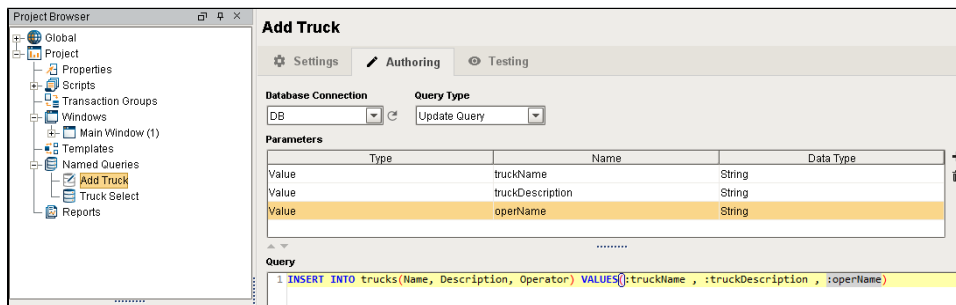 Project Browser
Global
Project
Properties
Scripts
Transaction Groups
Windows
Main Window (1)
Templates
Named Queries
Add Truck
Truck Select
Reports
Add Truck
Settings Authoring Testing
Database Connection Query Type
DB Update Query
Parameters
Type Name Data Type
Value truckName String
Value truckDescription String
Value operName String
Query
1 INSERT INTO trucks(Name, Description, Operator) VALUES(:truckName , :truckDescription , :operName)